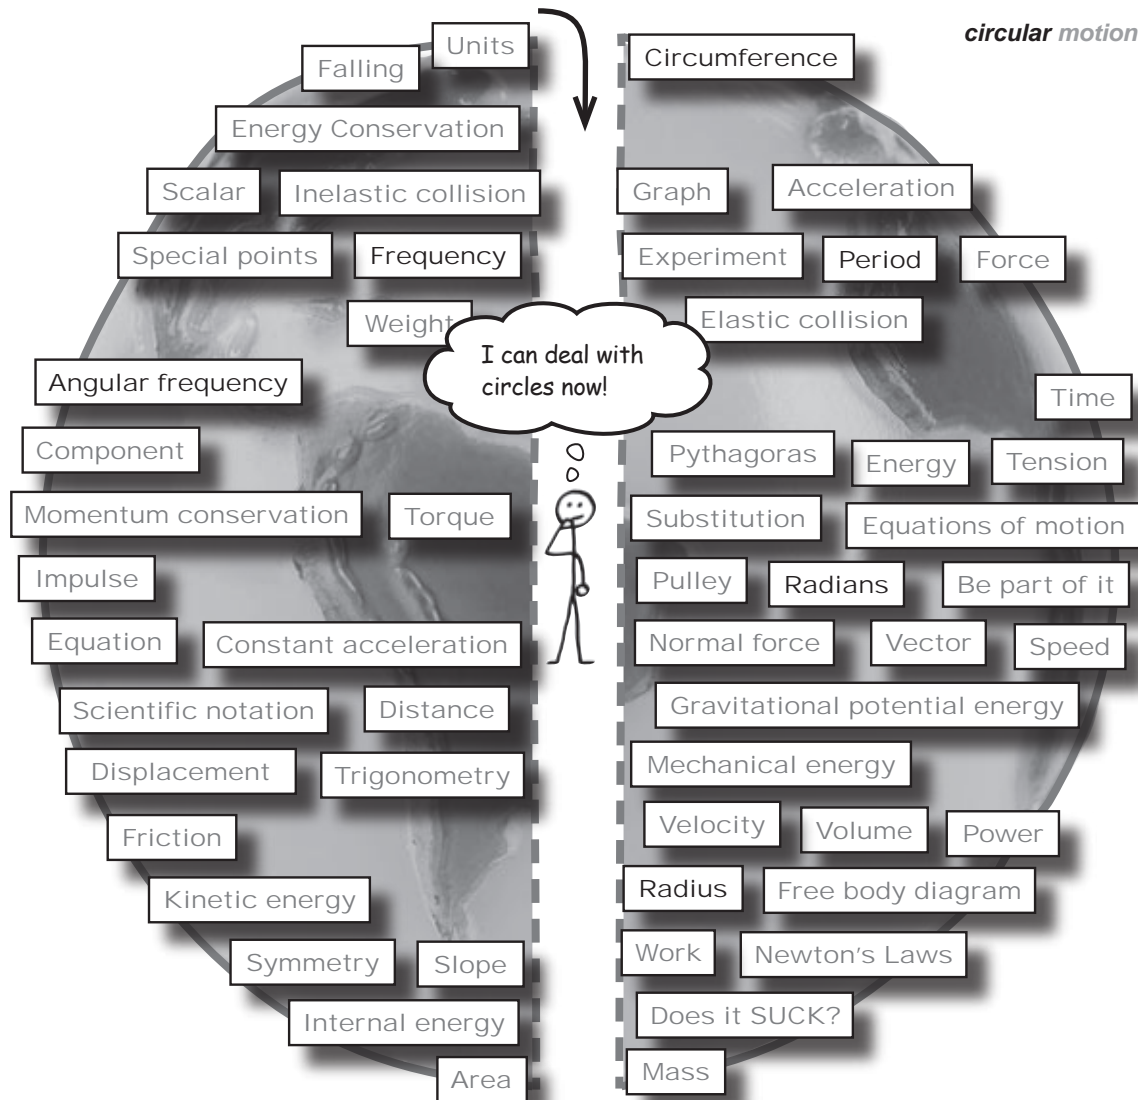 circular motion
Units
Falling
Energy Conservation
Scalar
Inelastic collision
Special points
Frequency
Weight
Angular frequency
Component
Momentum conservation
Torque
Impulse
Equation
Constant acceleration
Scientific notation
Distance
Displacement
Trigonometry
Friction
Kinetic energy
Symmetry
Slope
Internal energy
Area
I can deal with
circles now!
Circumference
Graph
Acceleration
Experiment
Period
Force
Elastic collision
Time
Pythagoras
Energy
Tension
Substitution
Equations of motion
Pulley
Radians
Be part of it
Normal force
Vector
Speed
Gravitational potential energy
Mechanical energy
Velocity
Volume
Power
Radius
Free body diagram
Work
Newton's Laws
Does it SUCK?
Mass